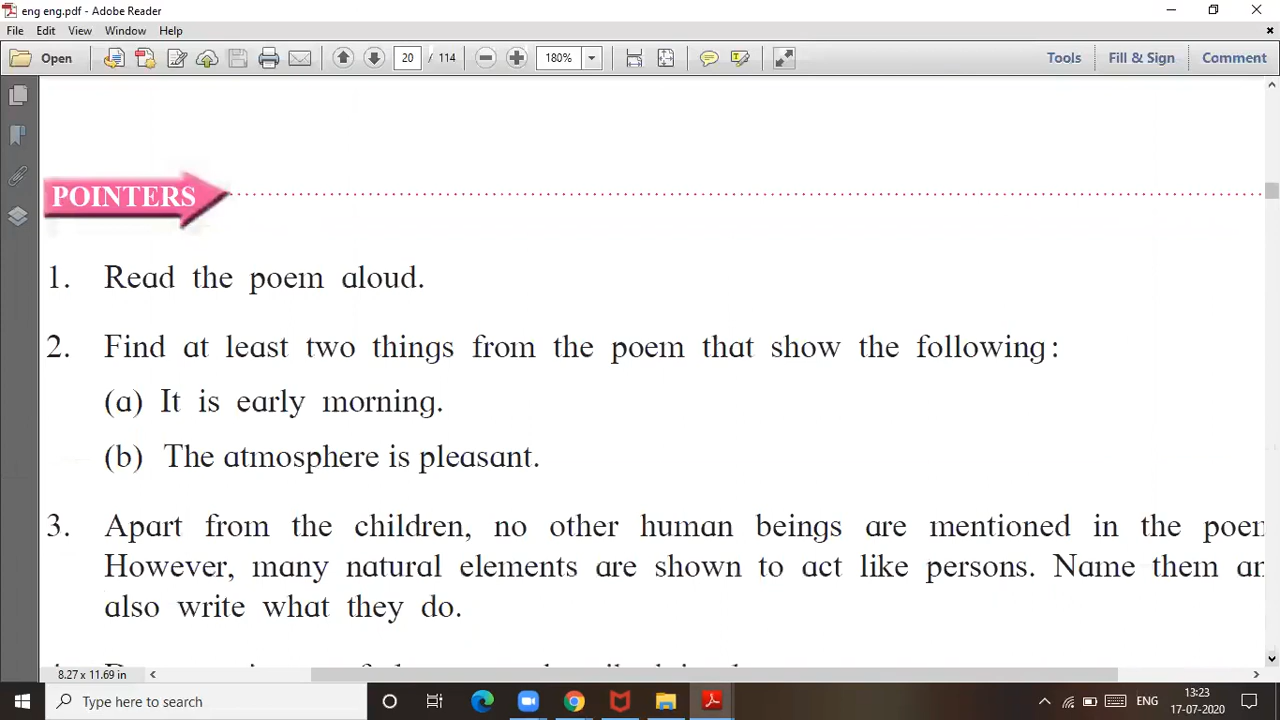 eng eng.pdf - Adobe Reader
File Edit View Window Help
Open 20 / 114 180% Tools Fill & Sign Comment
POINTERS
1. Read the poem aloud.
2. Find at least two things from the poem that show the following:
(a) It is early morning.
(b) The atmosphere is pleasant.
3. Apart from the children, no other human beings are mentioned in the
However, many natural elements are shown to act like persons. Name them
also write what they do.
8.27 x 11.69 in
Type here to search
ENG
13:23
17-07-2020